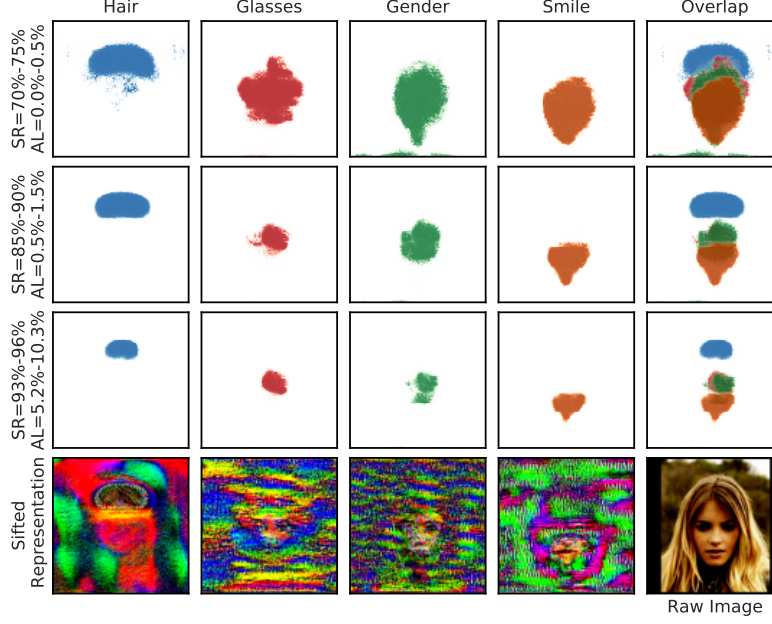 Hair Glasses Gender Smile Overlap
SR=70%-75%
AL=0.0%-0.5%
SR=85%-90%
AL=0.5%-1.5%
SR=93%-96%
AL=5.2%-10.3%
Sifted
Representation
Raw Image